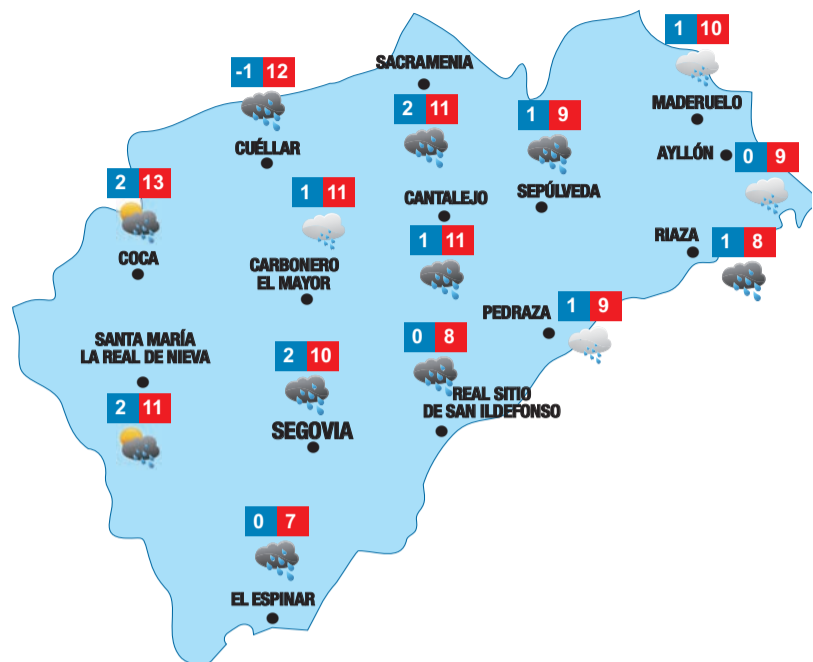 1 10
MADERUELO
-1 12
CUÉLLAR
SACRAMENIA
2 11
1 9
SEPÚLVEDA
AYLLÓN
0 9
2 13
COCA
1 11
CARBONERO
EL MAYOR
CANTALEJO
1 11
RIAZA
1 8
PEDRAZA
1 9
SANTA MARÍA
LA REAL DE NIEVA
2 11
2 10
SEGOVIA
0 8
REAL SITIO
DE SAN ILDEFONSO
0 7
EL ESPINAR